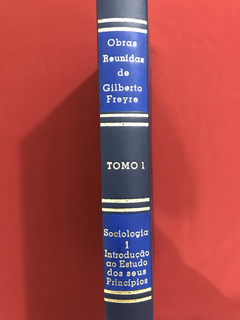 Obras
Reunidas
de
Gilberto
Freyre
TOMO 1
Sociologia
1
Introdução
ao Estudo
dos seus
Princípios